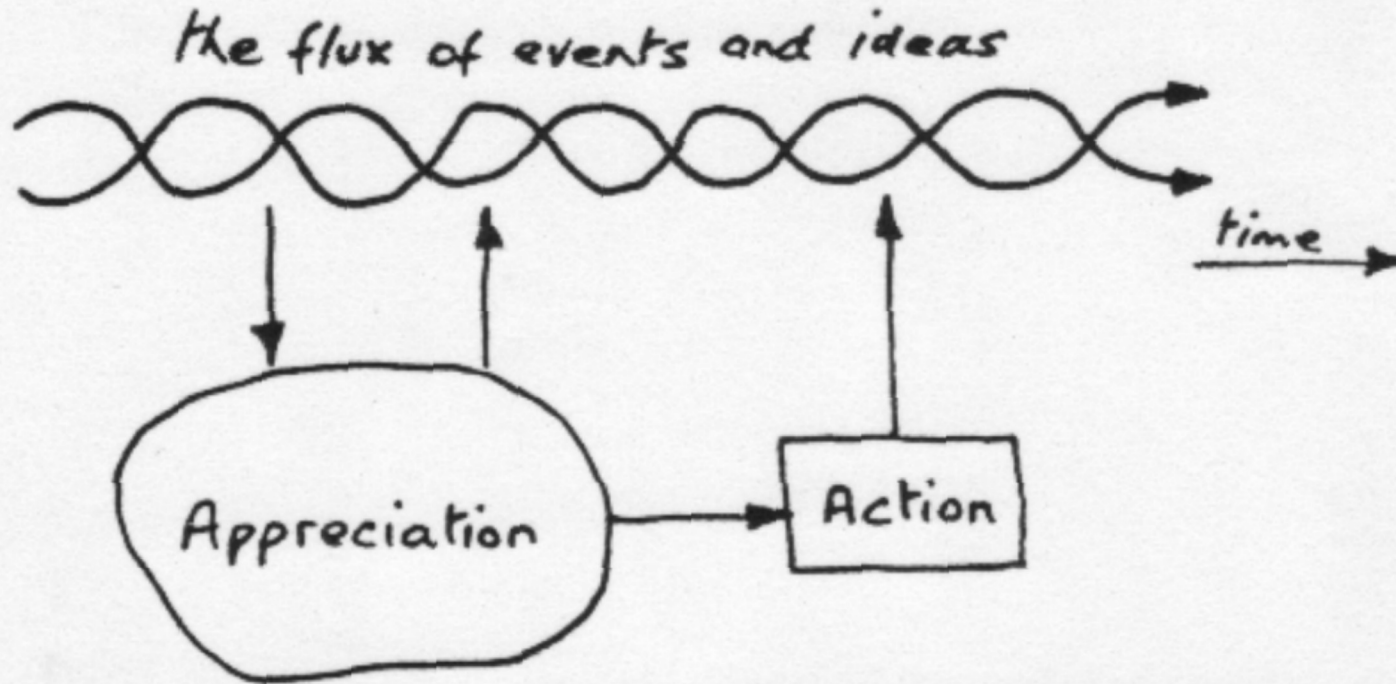 the flux of events and ideas
time
Appreciation
Action